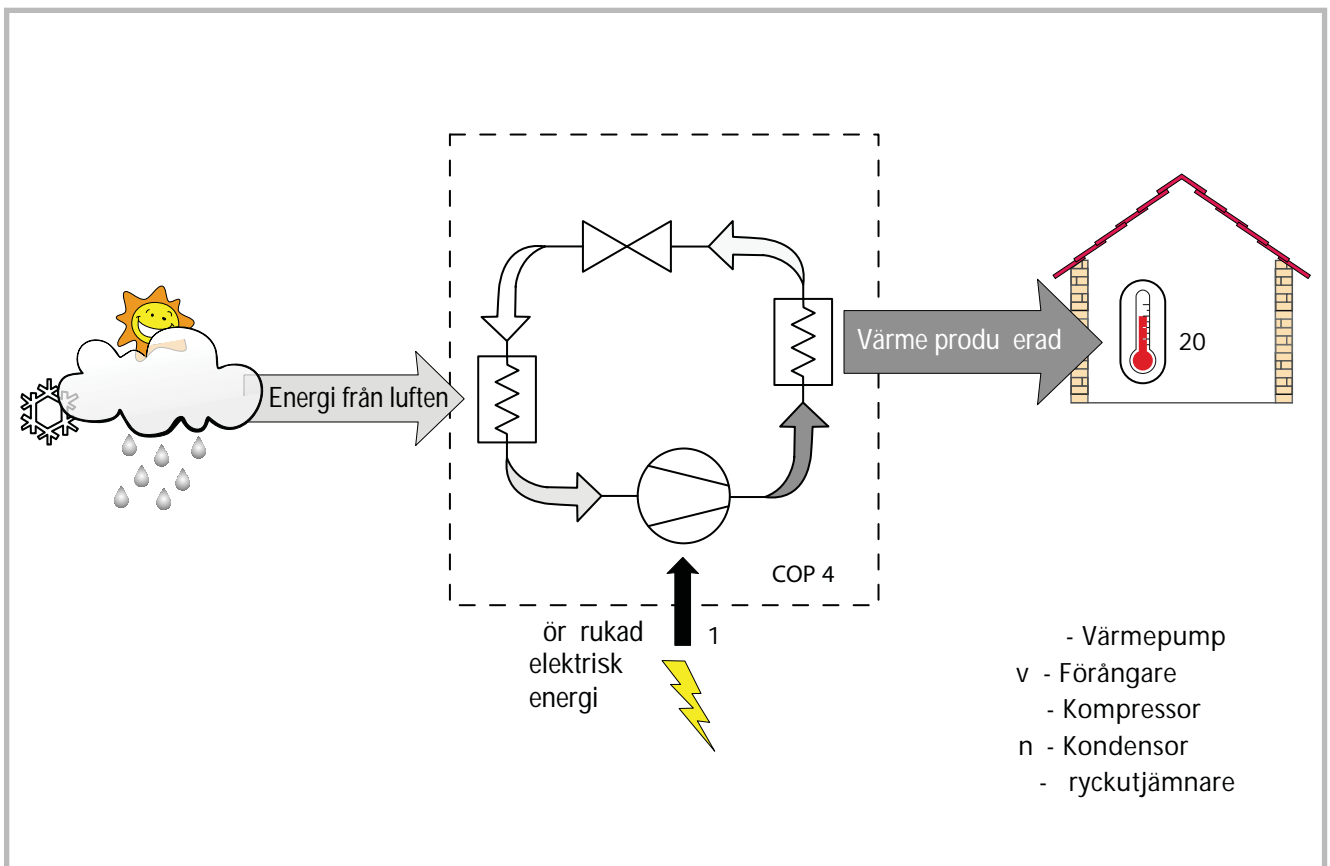 Energi från luften
Värme produ erad
20
COP 4
ör rukad 1
elektrisk
energi
- Värmepump
v - Förångare
- Kompressor
n - Kondensor
- ryckutjämnare